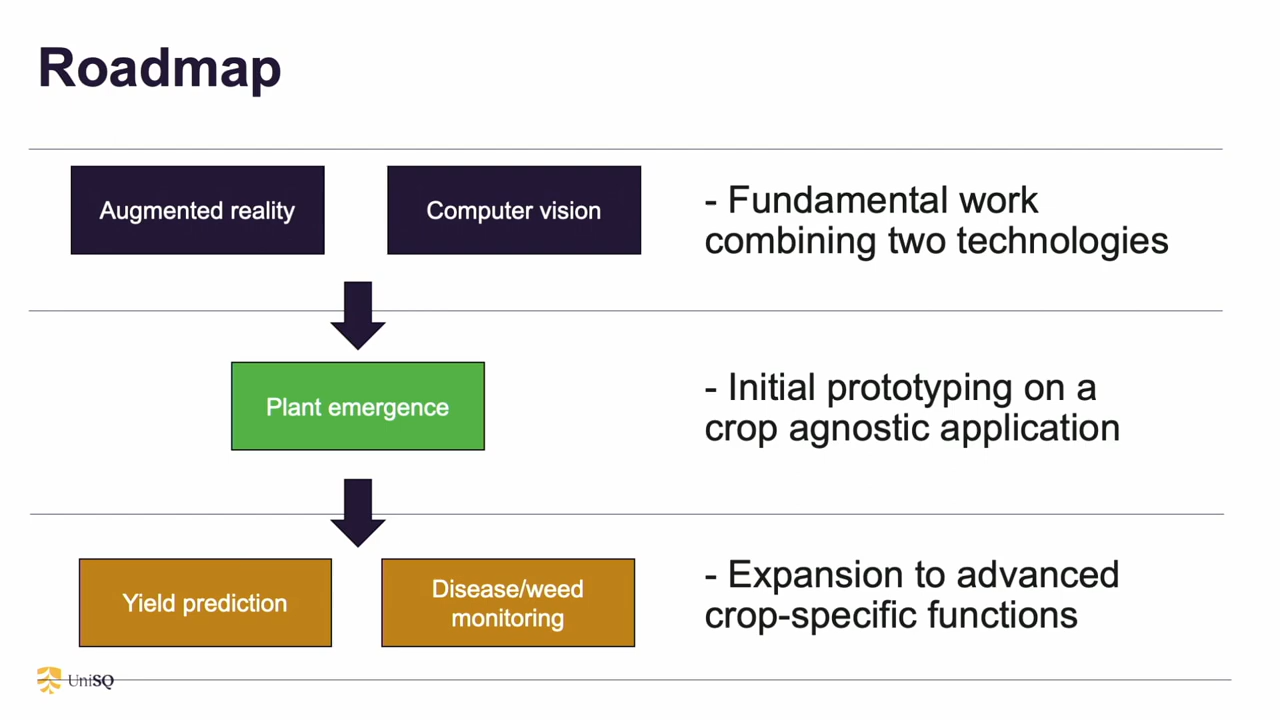 Roadmap
Augmented reality
Computer vision
- Fundamental work
combining two technologies
Plant emergence
- Initial prototyping on a
crop agnostic application
Yield prediction
Disease/weed
monitoring
- Expansion to advanced
crop-specific functions
UniSQ